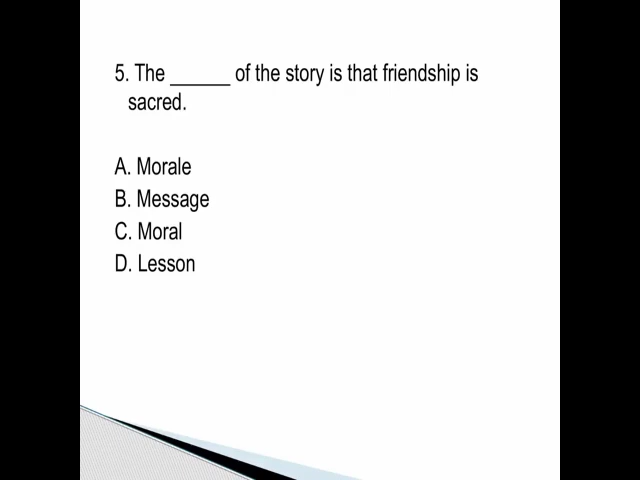 5. The ______ of the story is that friendship is
sacred.
A. Morale
B. Message
C. Moral
D. Lesson